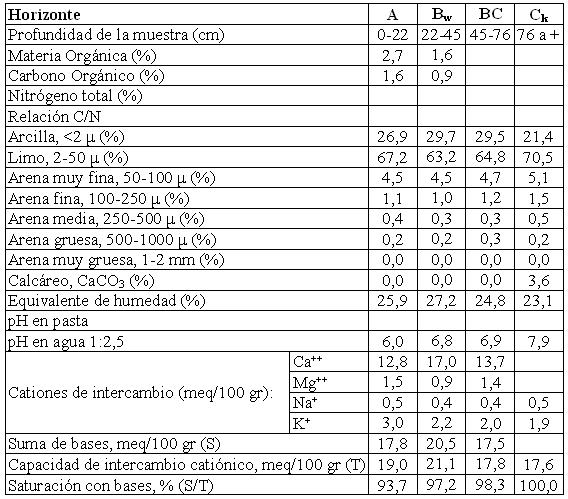 Horizonte A Bw BC Ck
Profundidad de la muestra (cm) 0-22 22-45 45-76 76 a +
Materia Orgánica (%) 2,7 1,6
Carbono Orgánico (%) 1,6 0,9
Nitrógeno total (%)
Relación C/N
Arcilla, <2 µ (%) 26,9 29,7 29,5 21,4
Limo, 2-50 µ (%) 67,2 63,2 64,8 70,5
Arena muy fina, 50-100 µ (%) 4,5 4,5 4,7 5,1
Arena fina, 100-250 µ (%) 1,1 1,0 1,2 1,5
Arena media, 250-500 µ (%) 0,4 0,3 0,3 0,5
Arena gruesa, 500-1000 µ (%) 0,2 0,2 0,3 0,2
Arena muy gruesa, 1-2 mm (%) 0,0 0,0 0,0 0,0
Calcáreo, CaCO3 (%) 0,0 0,0 0,0 3,6
Equivalente de humedad (%) 25,9 27,2 24,8 23,1
pH en pasta
pH en agua 1:2,5 6,0 6,8 6,9 7,9
Cationes de intercambio (meq/100 gr): Ca++ 12,8 17,0 13,7
Mg++ 1,5 0,9 1,4
Na+ 0,5 0,4 0,4 0,5
K+ 3,0 2,2 2,0 1,9
Suma de bases, meq/100 gr (S) 17,8 20,5 17,5
Capacidad de intercambio catiónico, meq/100 gr (T) 19,0 21,1 17,8 17,6
Saturación con bases, % (S/T) 93,7 97,2 98,3 100,0